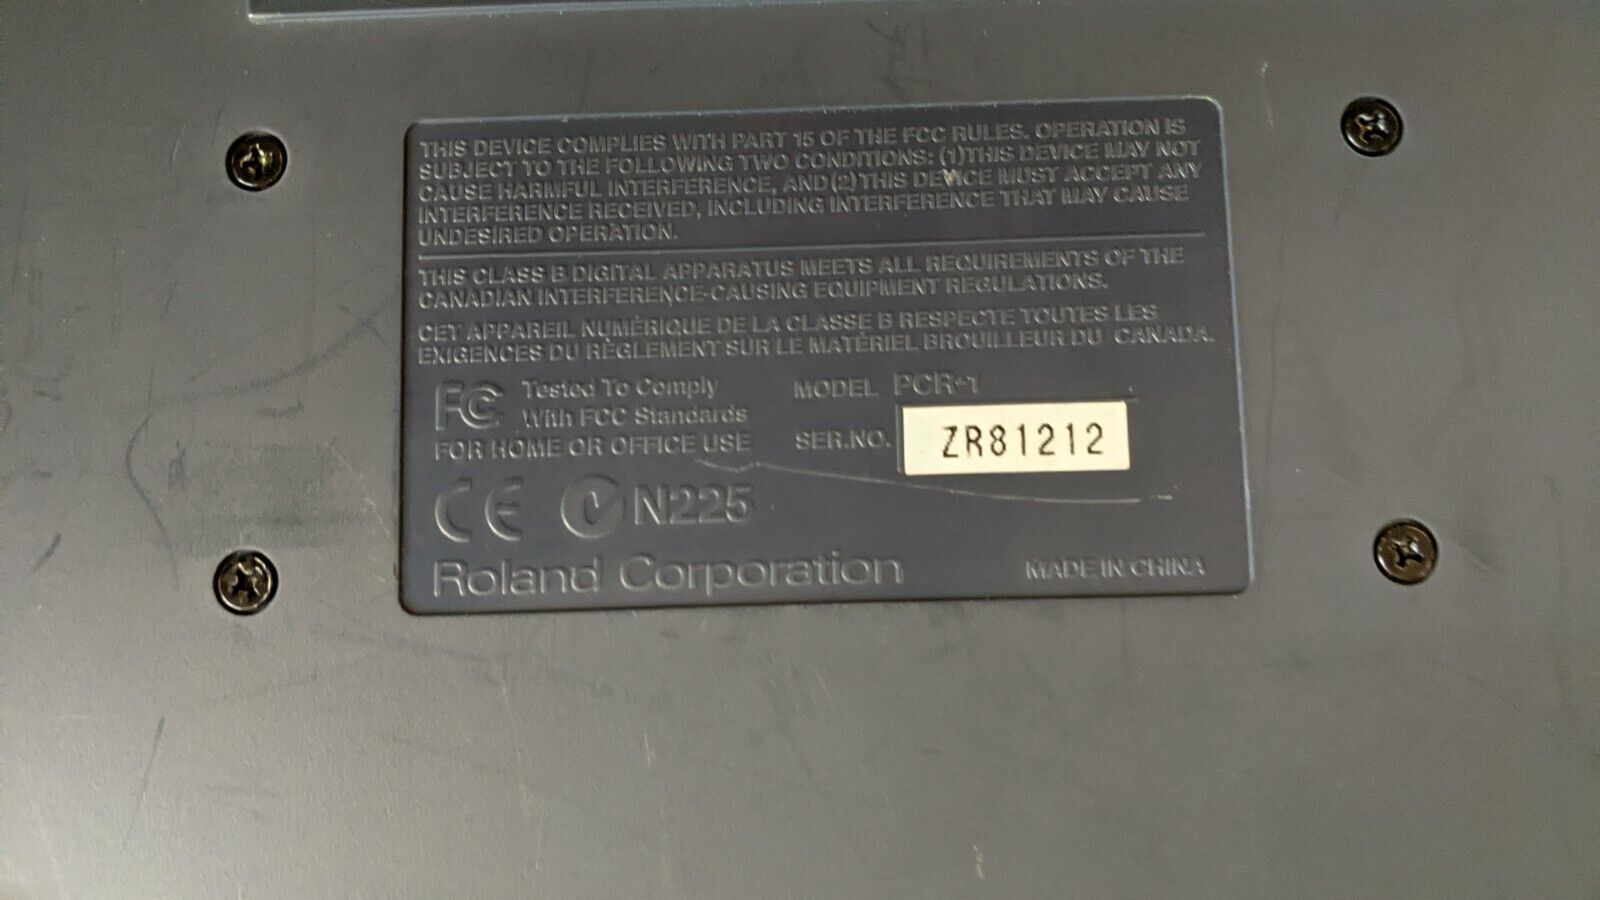 THIS DEVICE COMPLIES WITH PART 15 OF THE FCC RULES. OPERATION IS
SUBJECT TO THE FOLLOWING TWO CONDITIONS: (1)THIS DEVICE MAY NOT
CAUSE HARMFUL INTERFERENCE, AND (2)THIS DEVICE MUST ACCEPT ANY
INTERFERENCE RECEIVED, INCLUDING INTERFERENCE THAT MAY CAUSE
UNDESIRED OPERATION.
THIS CLASS B DIGITAL APPARATUS MEETS ALL REQUIREMENTS OF THE
CANADIAN INTERFERENCE-CAUSING EQUIPMENT REGULATIONS.
CET APPAREIL NUMÉRIQUE DE LA CLASSE B RESPECTE TOUTES LES
EXIGENCES DU RÈGLEMENT SUR LE MATÉRIEL BROUILLEUR DU CANADA.
FC Tested To Comply
With FCC Standards
FOR HOME OR OFFICE USE
MODEL PCR-1
SER.NO. ZR81212
CE N225
Roland Corporation
MADE IN CHINA